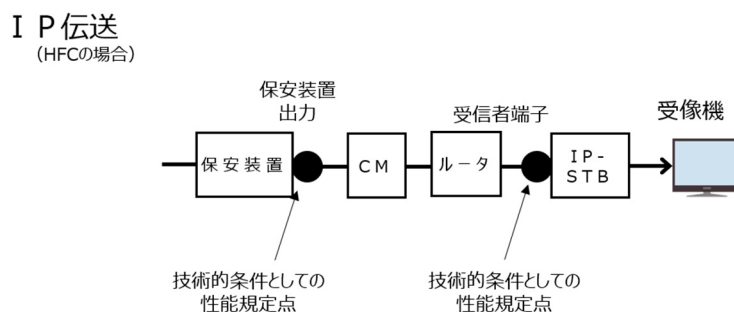 ＩＰ伝送
（HFCの場合）
保安装置
出力
受信者端子
受像機
保安装置
ＣＭ
ルータ
ＩＰ-
ＳＴＢ
技術的条件としての
性能規定点
技術的条件としての
性能規定点